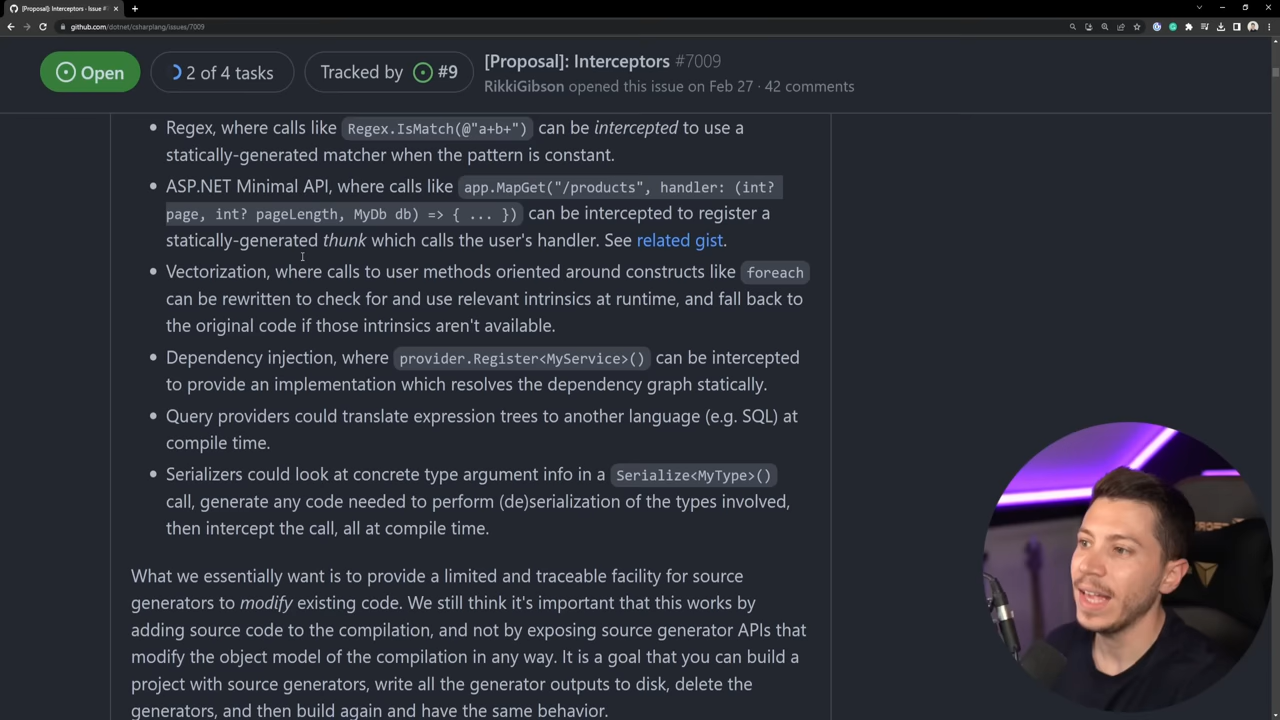 [Proposal]: Interceptors · Issue #
github.com/dotnet/csharplang/issues/7009
Open
2 of 4 tasks
Tracked by #9
[Proposal]: Interceptors #7009
RikkiGibson opened this issue on Feb 27 · 42 comments
• Regex, where calls like Regex.IsMatch(@"a+b+") can be intercepted to use a
statically-generated matcher when the pattern is constant.
• ASP.NET Minimal API, where calls like app.MapGet("/products", handler: (int?
page, int? pageLength, MyDb db) => { ... }) can be intercepted to register a
statically-generated thunk which calls the user's handler. See related gist.
• Vectorization, where calls to user methods oriented around constructs like foreach
can be rewritten to check for and use relevant intrinsics at runtime, and fall back to
the original code if those intrinsics aren't available.
• Dependency injection, where provider.Register<MyService>() can be intercepted
to provide an implementation which resolves the dependency graph statically.
• Query providers could translate expression trees to another language (e.g. SQL) at
compile time.
• Serializers could look at concrete type argument info in a Serialize<MyType>()
call, generate any code needed to perform (de)serialization of the types involved,
then intercept the call, all at compile time.
What we essentially want is to provide a limited and traceable facility for source
generators to modify existing code. We still think it's important that this works by
adding source code to the compilation, and not by exposing source generator APIs that
modify the object model of the compilation in any way. It is a goal that you can build a
project with source generators, write all the generator outputs to disk, delete the
generators, and then build again and have the same behavior.